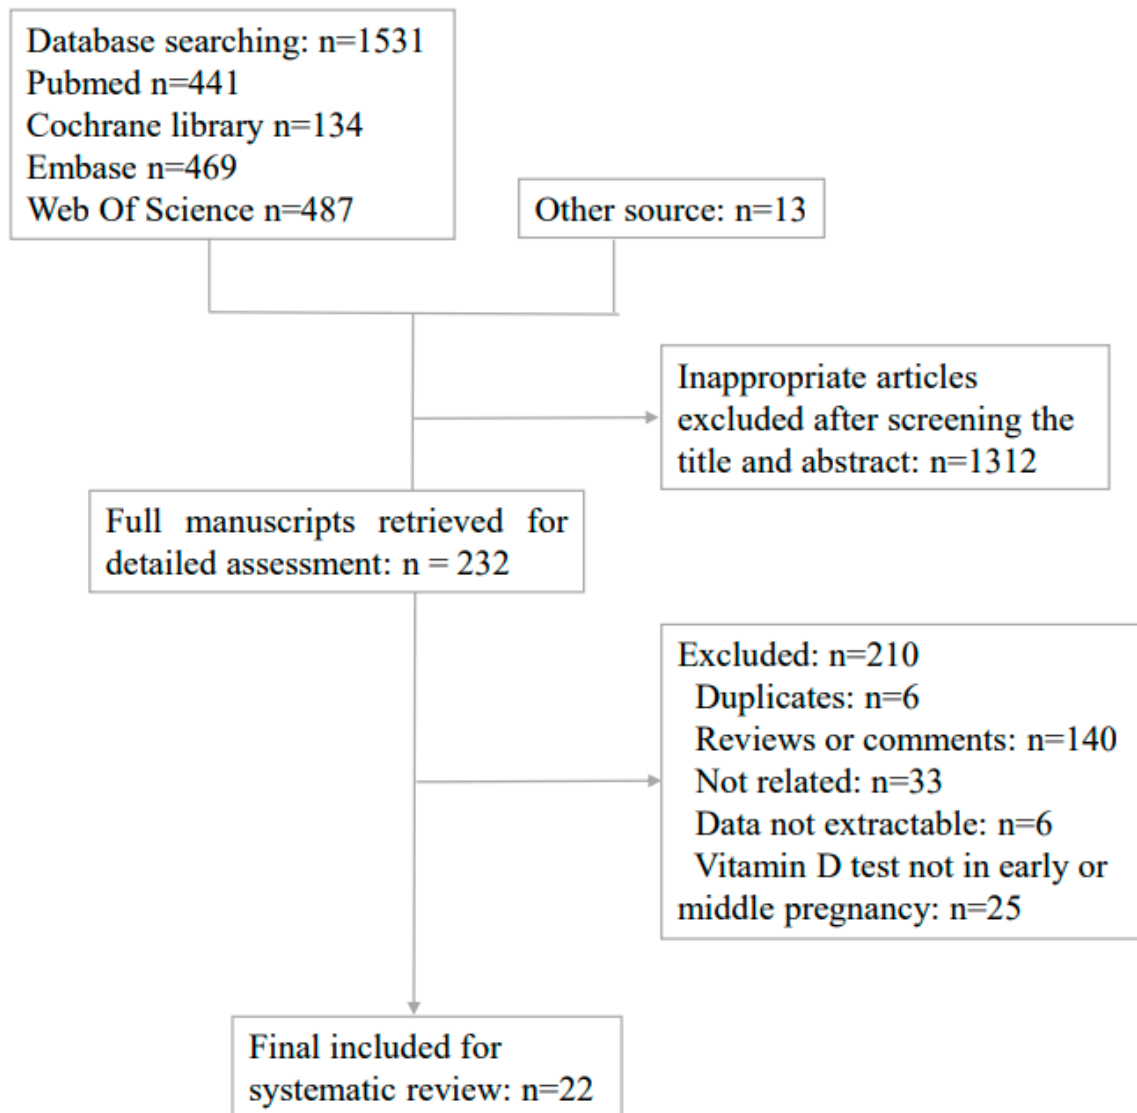 Database searching: n=1531
Pubmed n=441
Cochrane library n=134
Embase n=469
Web Of Science n=487
Other source: n=13
Inappropriate articles
excluded after screening the
title and abstract: n=1312
Full manuscripts retrieved for
detailed assessment: n = 232
Excluded: n=210
Duplicates: n=6
Reviews or comments: n=140
Not related: n=33
Data not extractable: n=6
Vitamin D test not in early or
middle pregnancy: n=25
Final included for
systematic review: n=22